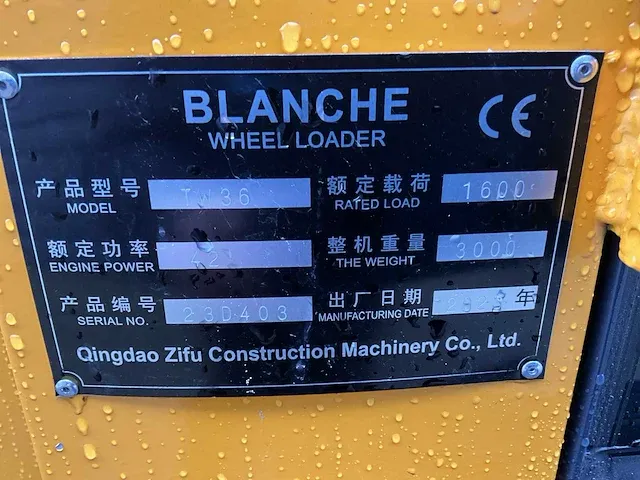 BLANCHE
CE
WHEEL LOADER
产品型号 TW36 额定载荷 1600
MODEL RATED LOAD
额定功率 42 整机重量 3000
ENGINE POWER THE WEIGHT
产品编号 23D403 出厂日期 年
SERIAL NO. MANUFACTURING DATE
Qingdao Zifu Construction Machinery Co., Ltd.